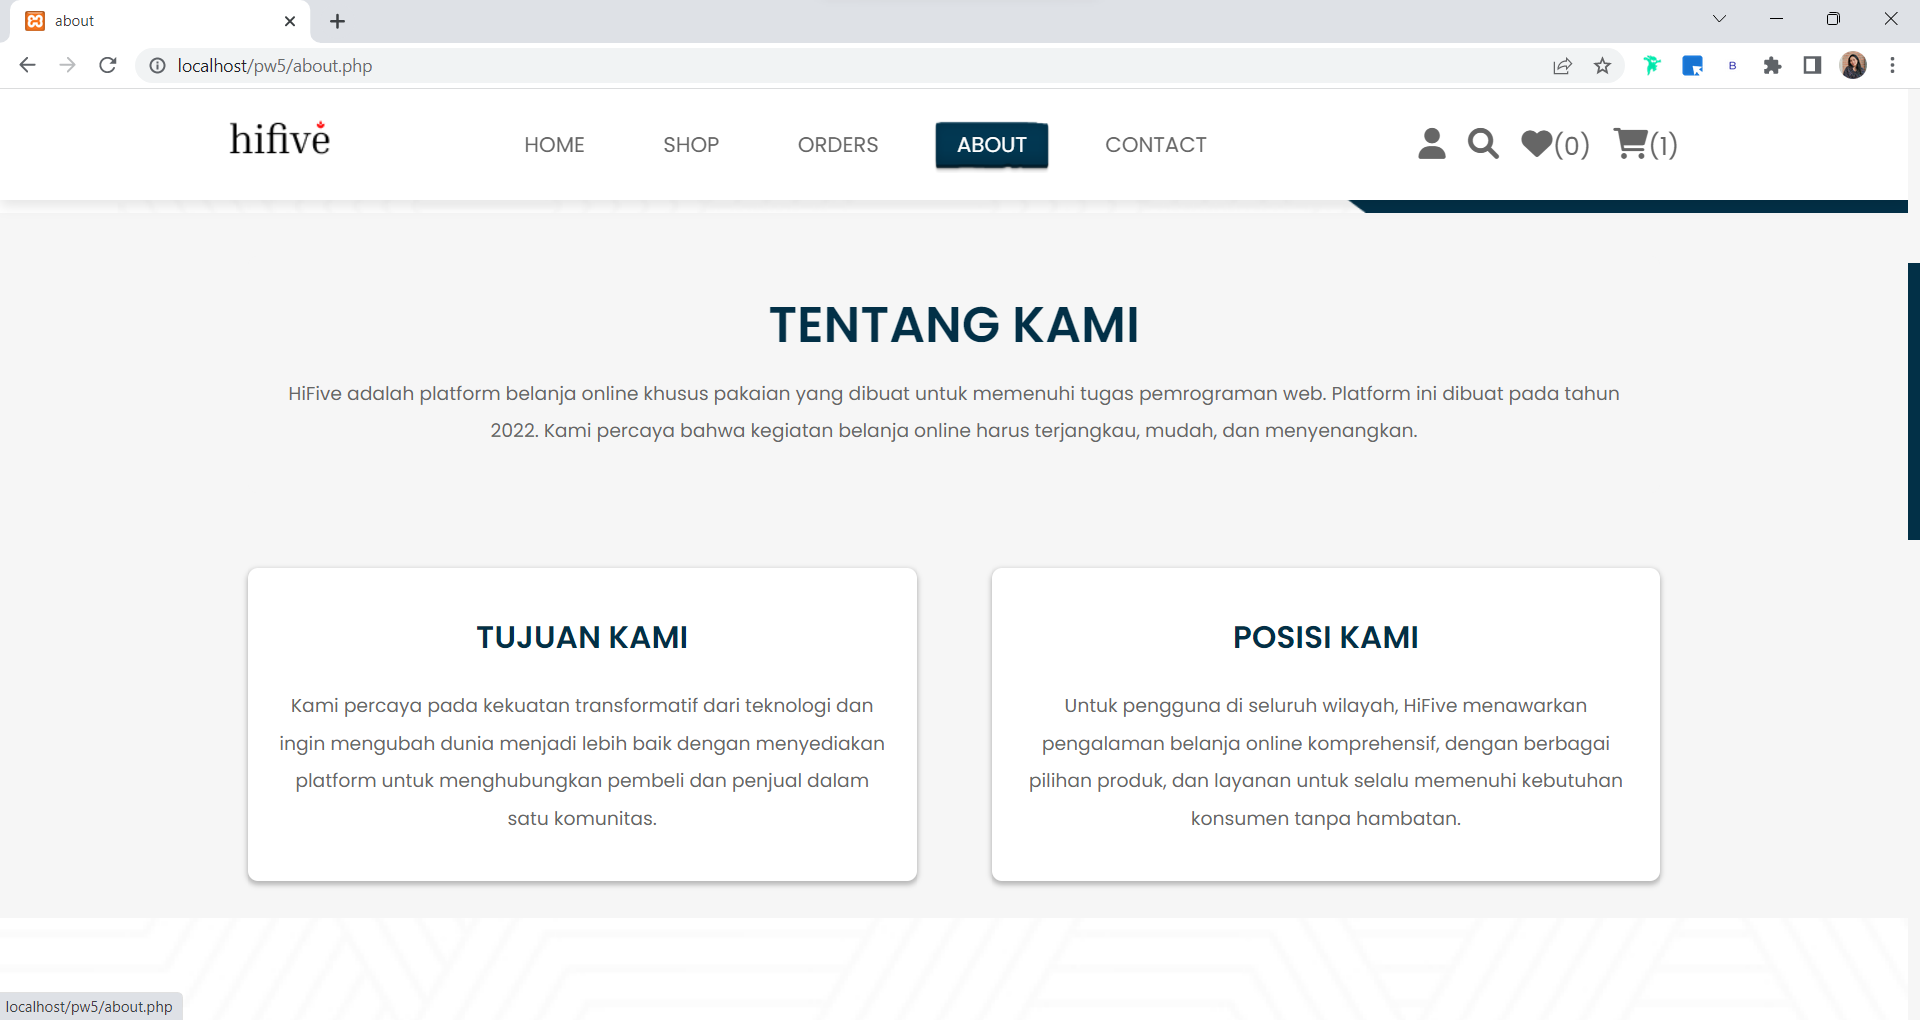 about
localhost/pw5/about.php
B
hifive
HOME
SHOP
ORDERS
ABOUT
CONTACT
(0)
(1)
TENTANG KAMI
HiFive adalah platform belanja online khusus pakaian yang dibuat untuk memenuhi tugas pemrograman web. Platform ini dibuat pada tahun
2022. Kami percaya bahwa kegiatan belanja online harus terjangkau, mudah, dan menyenangkan.
TUJUAN KAMI
Kami percaya pada kekuatan transformatif dari teknologi dan
ingin mengubah dunia menjadi lebih baik dengan menyediakan
platform untuk menghubungkan pembeli dan penjual dalam
satu komunitas.
POSISI KAMI
Untuk pengguna di seluruh wilayah, HiFive menawarkan
pengalaman belanja online komprehensif, dengan berbagai
pilihan produk, dan layanan untuk selalu memenuhi kebutuhan
konsumen tanpa hambatan.
localhost/pw5/about.php